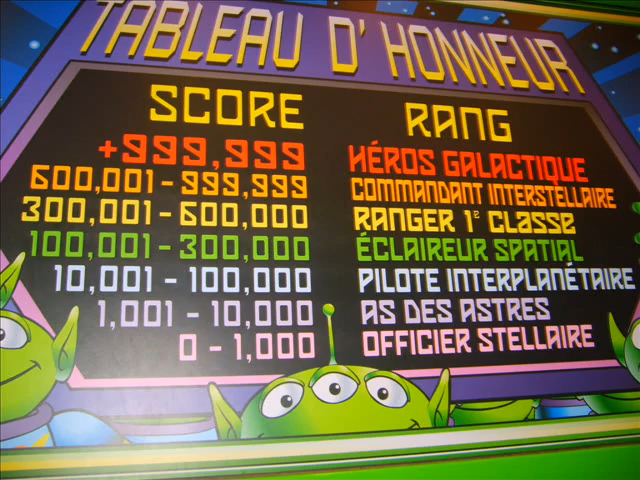 TABLEAU D'HONNEUR
SCORE RANG
+999,999 HÉROS GALACTIQUE
600,001 - 999,999 COMMANDANT INTERSTELLAIRE
300,001 - 600,000 RANGER 1e CLASSE
100,001 - 300,000 ÉCLAIREUR SPATIAL
10,001 - 100,000 PILOTE INTERPLANÉTAIRE
1,001 - 10,000 AS DES ASTRES
0 - 1,000 OFFICIER STELLAIRE